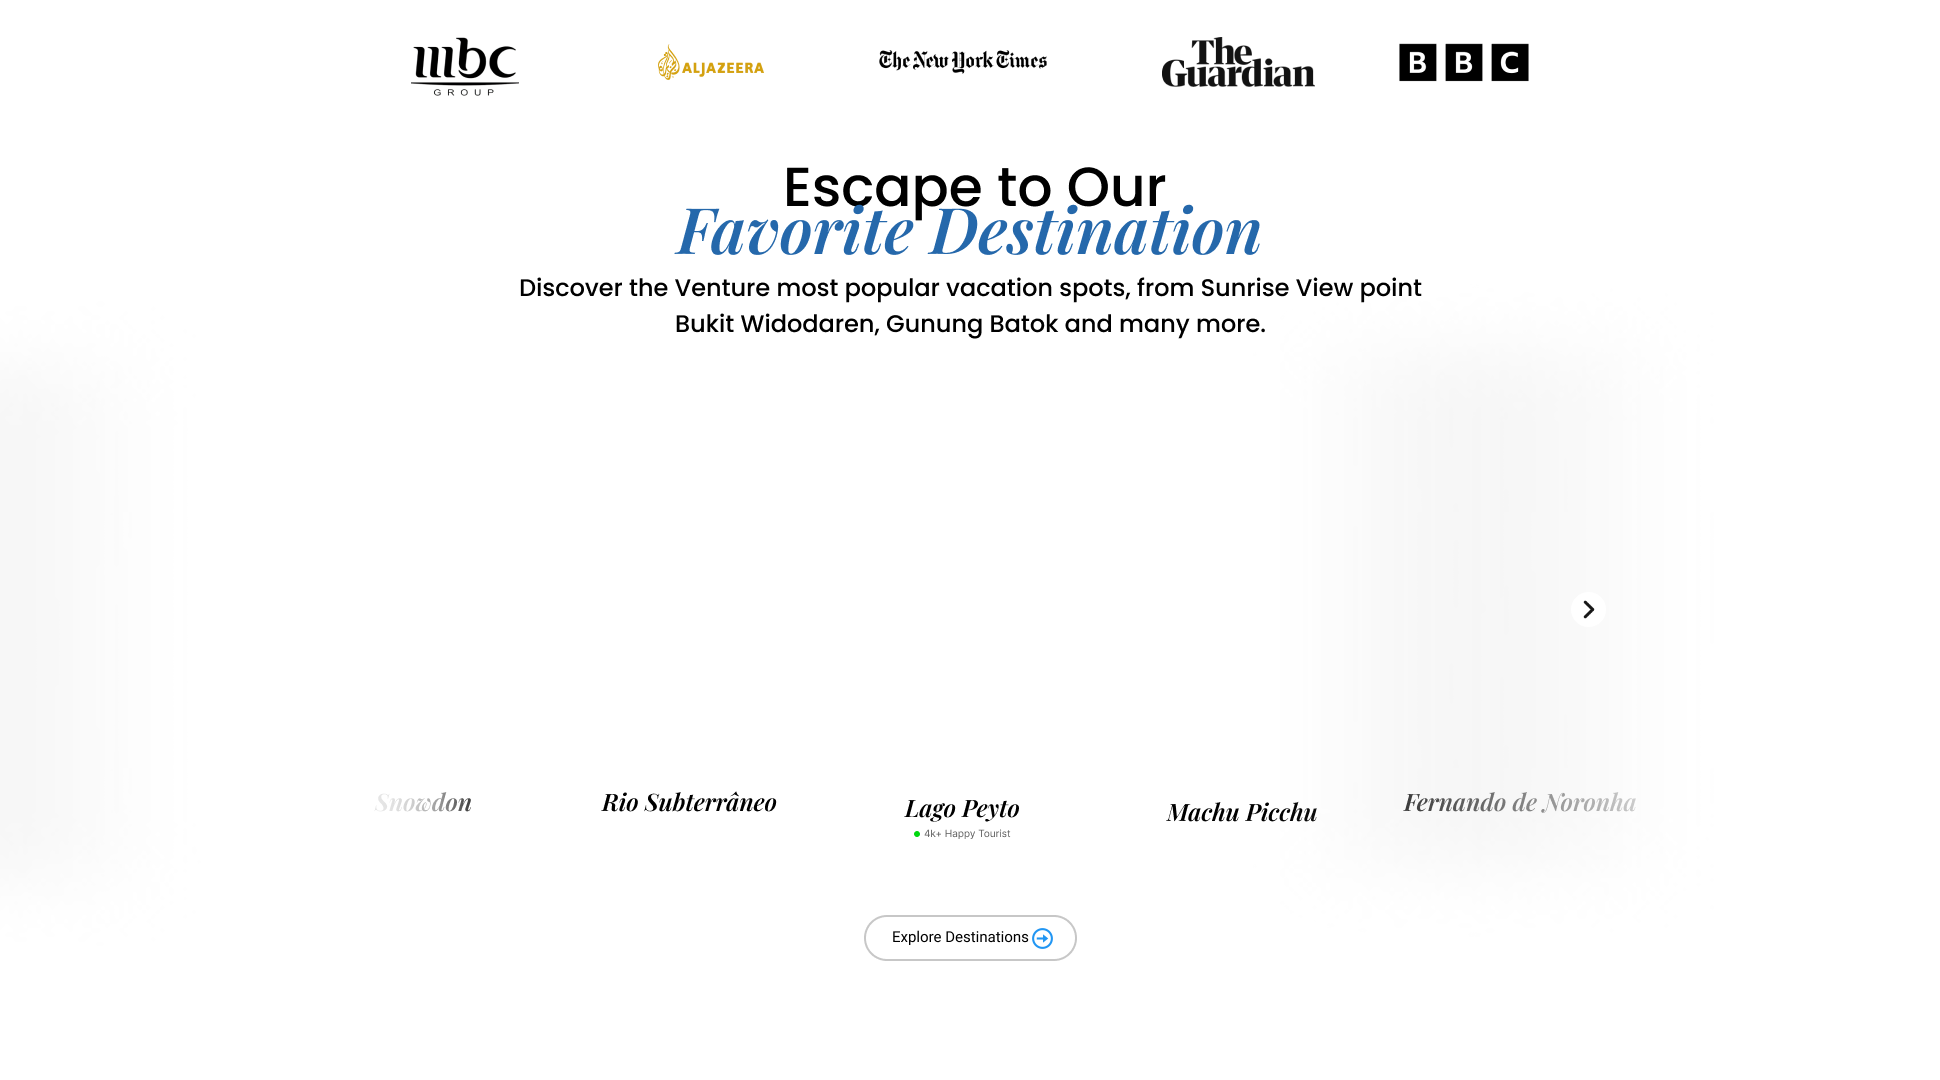 mbc
GROUP
ALJAZEERA
The New York Times
The
Guardian
BBC
Escape to Our
Favorite Destination
Discover the Venture most popular vacation spots, from Sunrise View point
Bukit Widodaren, Gunung Batok and many more.
Snowdon
Rio Subterrâneo
Lago Peyto
4k+ Happy Tourist
Machu Picchu
Fernando de Noronha
Explore Destinations